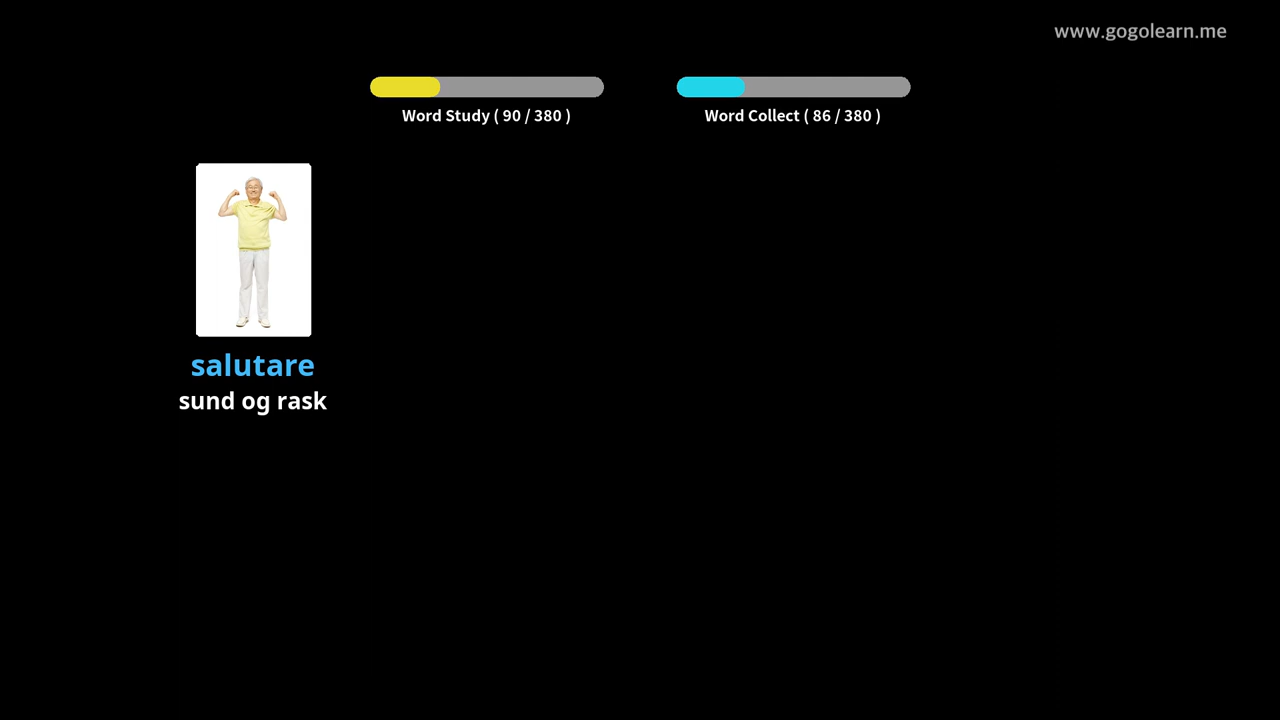 www.gogolearn.me
Word Study ( 90 / 380 )
Word Collect ( 86 / 380 )
salutare
sund og rask